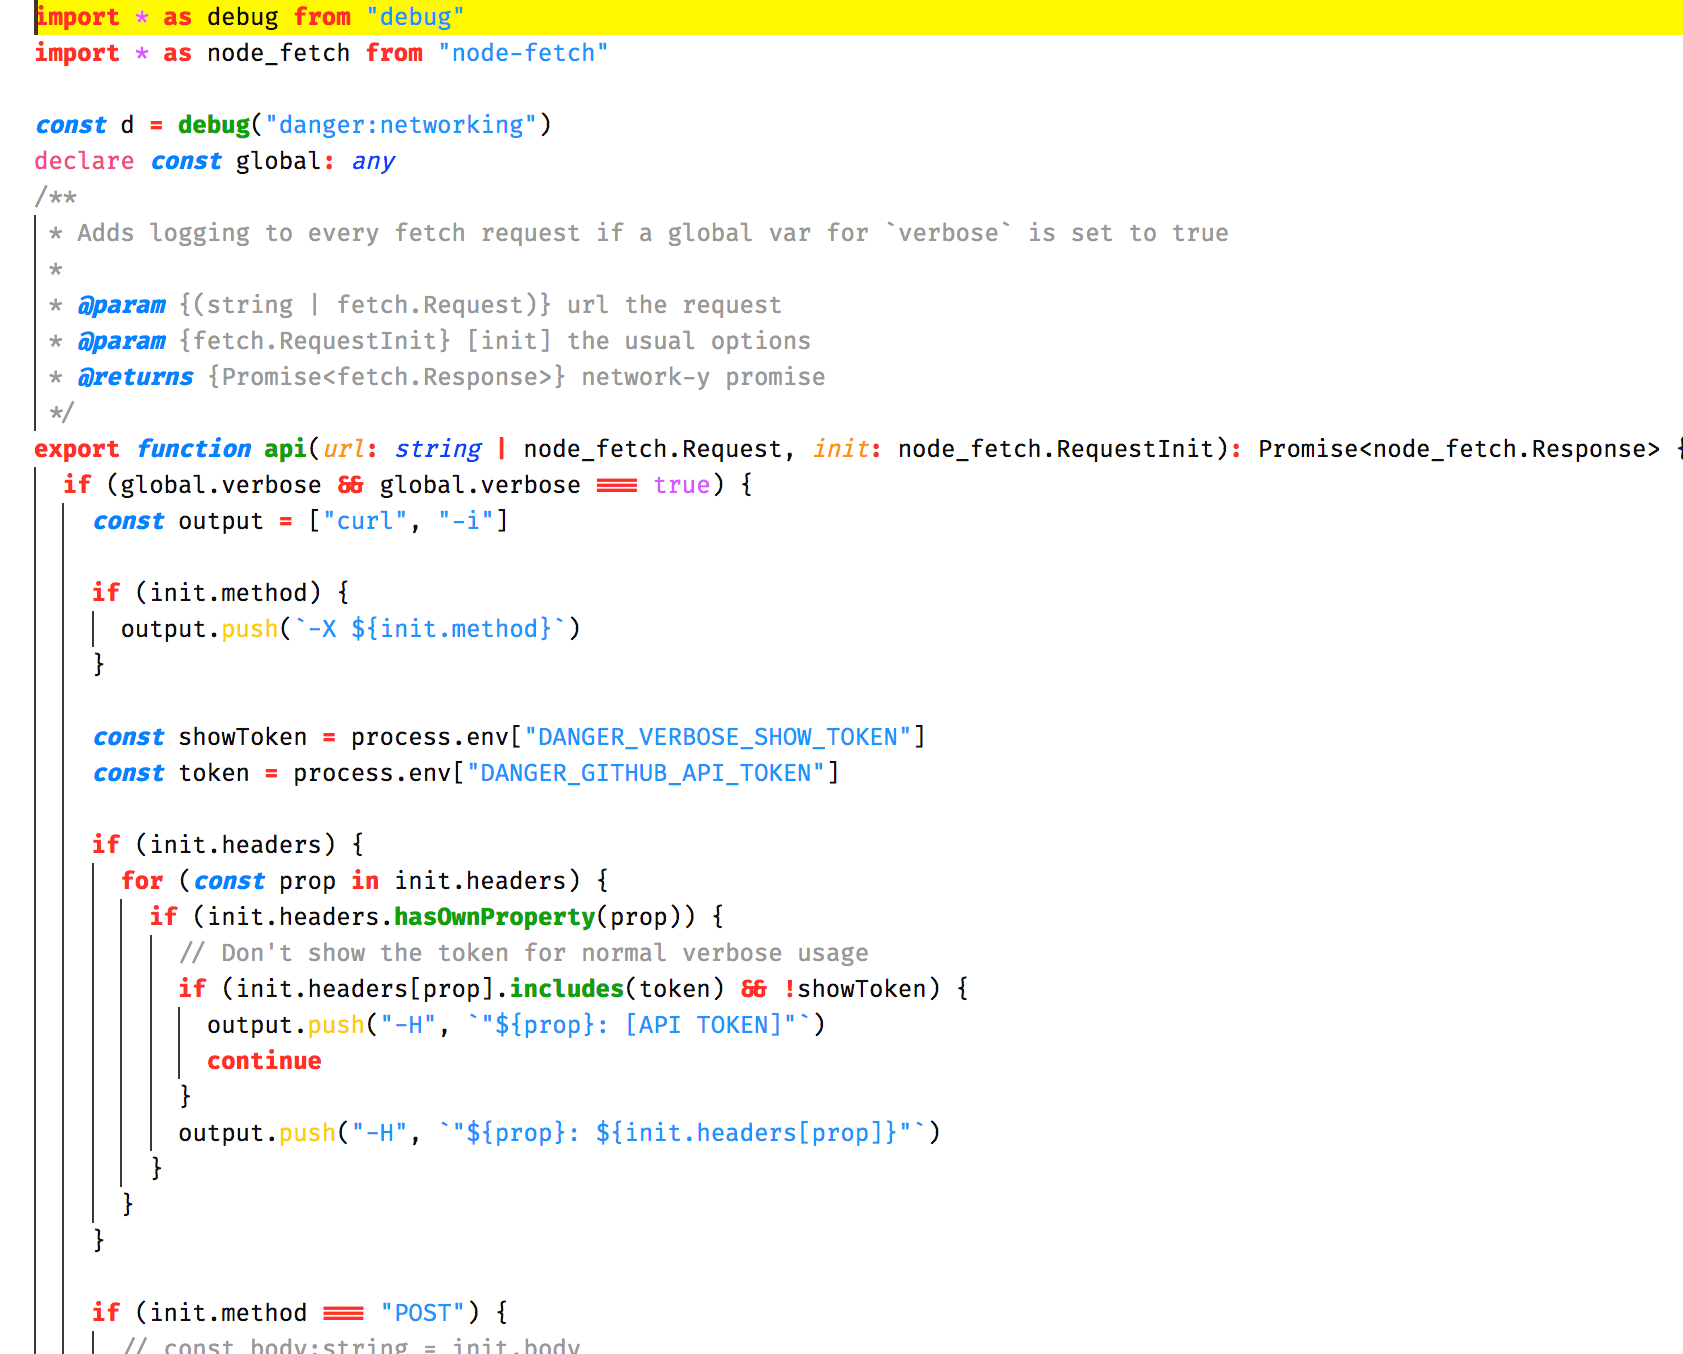 import * as debug from "debug"
import * as node_fetch from "node-fetch"
const d = debug("danger:networking")
declare const global: any
/**
* Adds logging to every fetch request if a global var for `verbose` is set to true
*
* @param {(string | fetch.Request)} url the request
* @param {fetch.RequestInit} [init] the usual options
* @returns {Promise<fetch.Response>} network-y promise
*/
export function api(url: string | node_fetch.Request, init: node_fetch.RequestInit): Promise<node_fetch.Response> {
if (global.verbose && global.verbose === true) {
const output = ["curl", "-i"]
if (init.method) {
output.push(`-X ${init.method}`)
}
const showToken = process.env["DANGER_VERBOSE_SHOW_TOKEN"]
const token = process.env["DANGER_GITHUB_API_TOKEN"]
if (init.headers) {
for (const prop in init.headers) {
if (init.headers.hasOwnProperty(prop)) {
// Don't show the token for normal verbose usage
if (init.headers[prop].includes(token) && !showToken) {
output.push("-H", `"${prop}: [API TOKEN]"`)
continue
}
output.push("-H", `"${prop}: ${init.headers[prop]}"`)
}
}
}
if (init.method === "POST") {
// const body:string = init.body